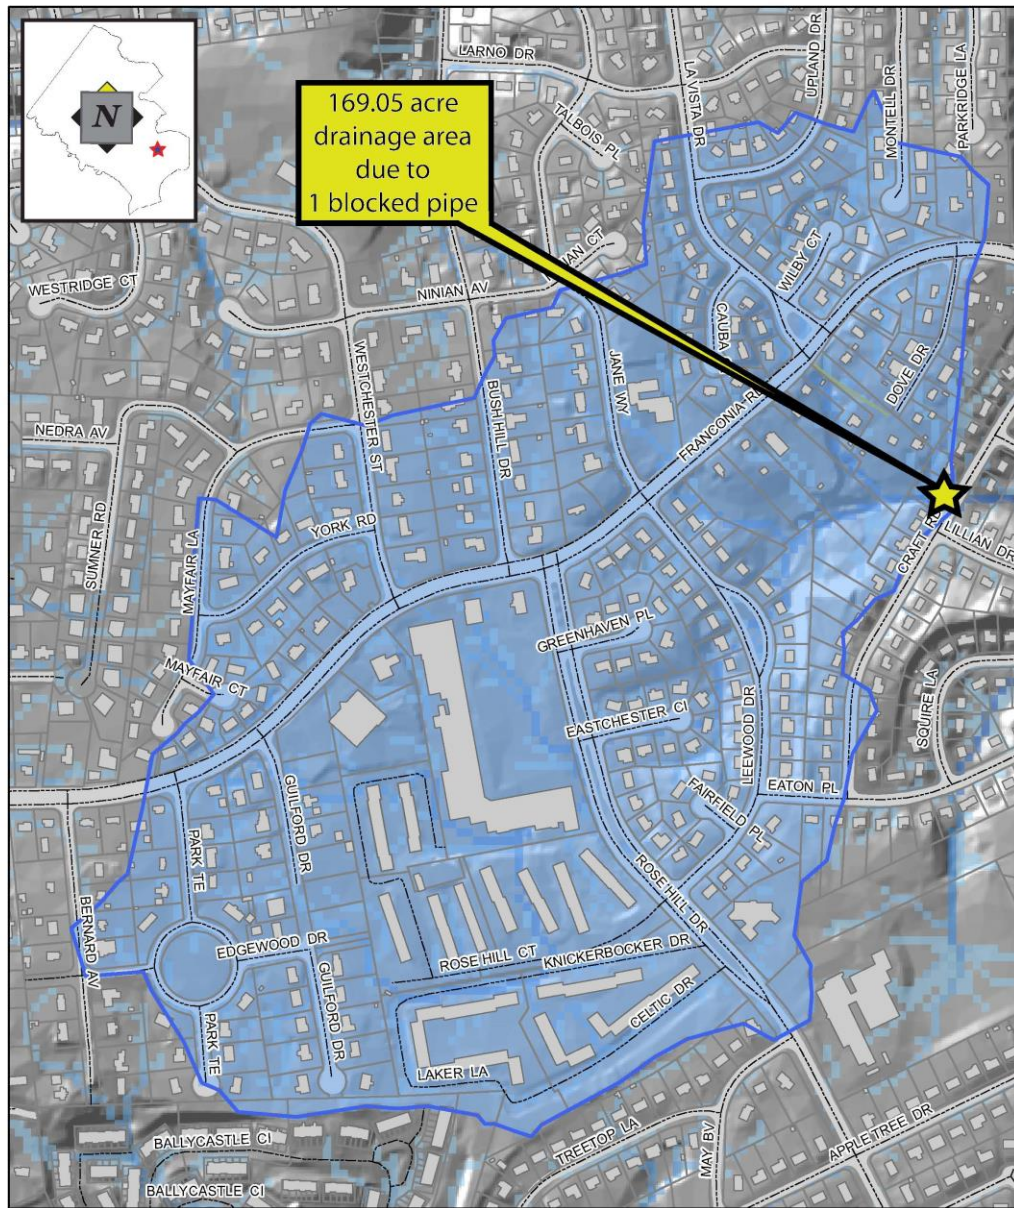 N
169.05 acre
drainage area
due to
1 blocked pipe
LARNO DR
LA VISTA DR
UPLAND DR
MONTELL DR
PARKRIDGE LA
TALBOIS PL
JAN CT
WILBY CT
WESTRIDGE CT
NINIAN AV
CAUBA
WESTCHESTER ST
BUSH HILL DR
JANE WY
DOVE DR
FRANCONIA RD
NEDRA AV
SUMNER RD
MAYFAIR LA
YORK RD
CRAFT RD
LILLIAN DR
GREENHAVEN PL
MAYFAIR CT
EASTCHESTER CI
LEEWOOD DR
SQUIRE LA
GUILFORD DR
EATON PL
FAIRFIELD PL
PARK TE
ROSE HILL DR
BERNARD AV
EDGEWOOD DR
ROSE HILL CT
KNICKERBOCKER DR
GUILFORD DR
CELTIC DR
PARK TE
LAKER LA
BALLYCASTLE CI
TREETOP LA
MAY BV
APPLE TREE DR
BALLYCASTLE CI